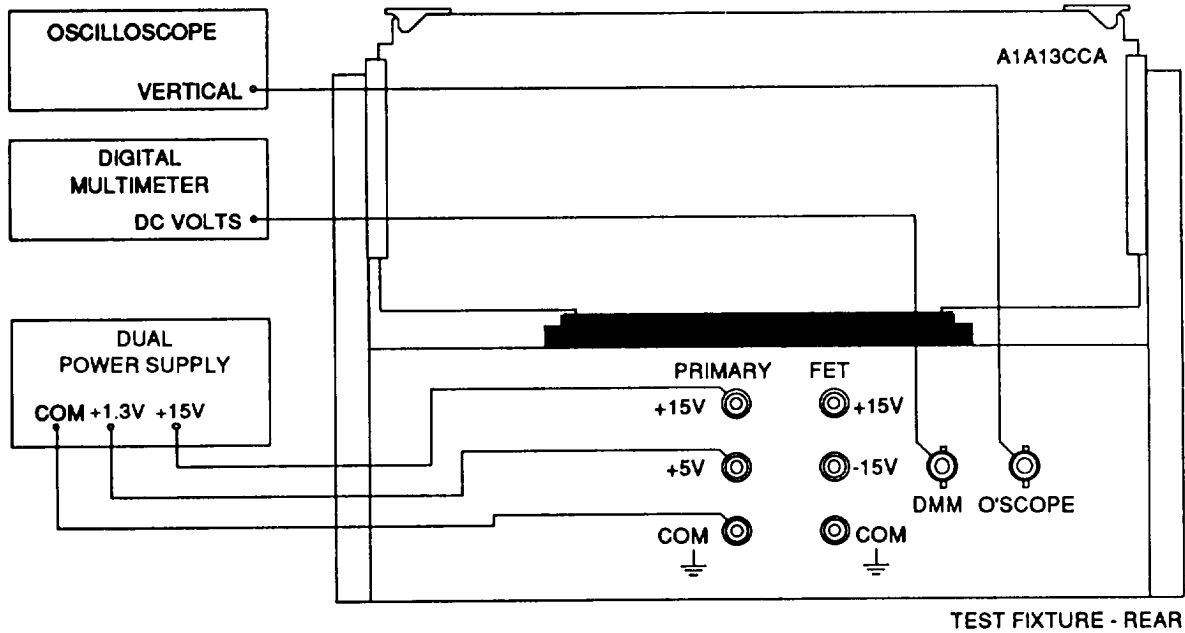 OSCILLOSCOPE
VERTICAL
A1A13CCA
DIGITAL
MULTIMETER
DC VOLTS
DUAL
POWER SUPPLY
COM +1.3V +15V
PRIMARY FET
+15V +15V
+5V -15V
DMM O'SCOPE
COM COM
TEST FIXTURE - REAR